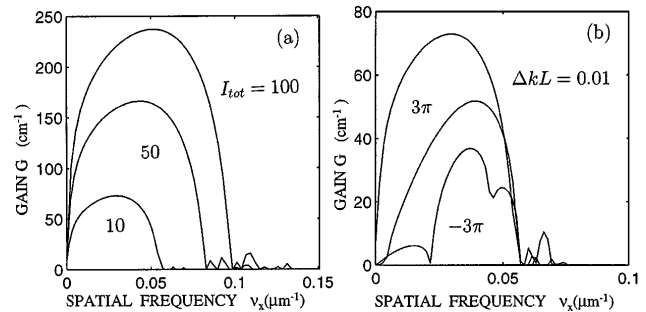 250
200
150
100
50
0
GAIN G (cm⁻¹)
(a)
I_tot = 100
50
10
0
0.05
0.1
0.15
SPATIAL FREQUENCY ν_x(μm⁻¹)
80
60
40
20
0
GAIN G (cm⁻¹)
(b)
ΔkL = 0.01
3π
−3π
0
0.05
0.1
SPATIAL FREQUENCY ν_x(μm⁻¹)